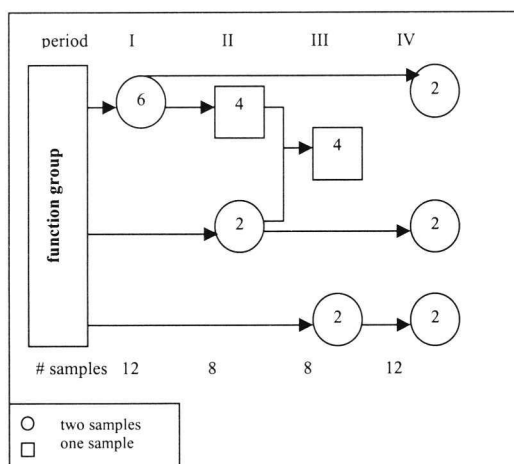 period I II III IV
6 4 2
4
function group
2 2
2 2
# samples 12 8 8 12
two samples
one sample